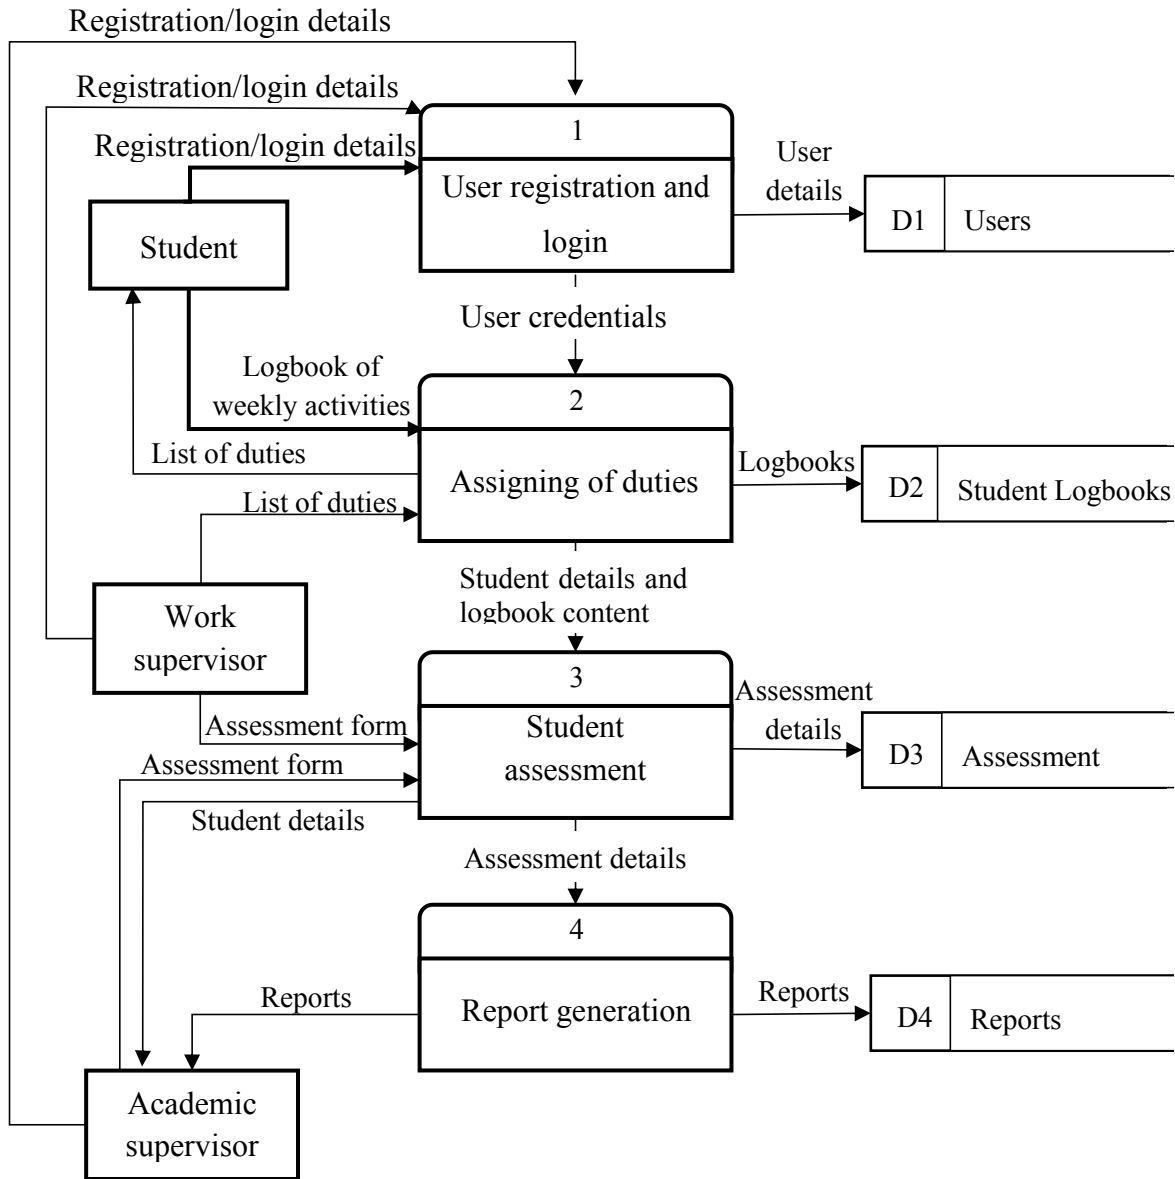 Registration/login details
Registration/login details
Registration/login details
1
User registration and
login
User
details
D1
Users
Student
User credentials
Logbook of
weekly activities
List of duties
List of duties
2
Assigning of duties
Logbooks
D2
Student Logbooks
Student details and
logbook content
Work
supervisor
3
Student
assessment
Assessment
details
D3
Assessment
Assessment form
Assessment form
Student details
Assessment details
4
Report generation
Reports
Reports
D4
Reports
Academic
supervisor